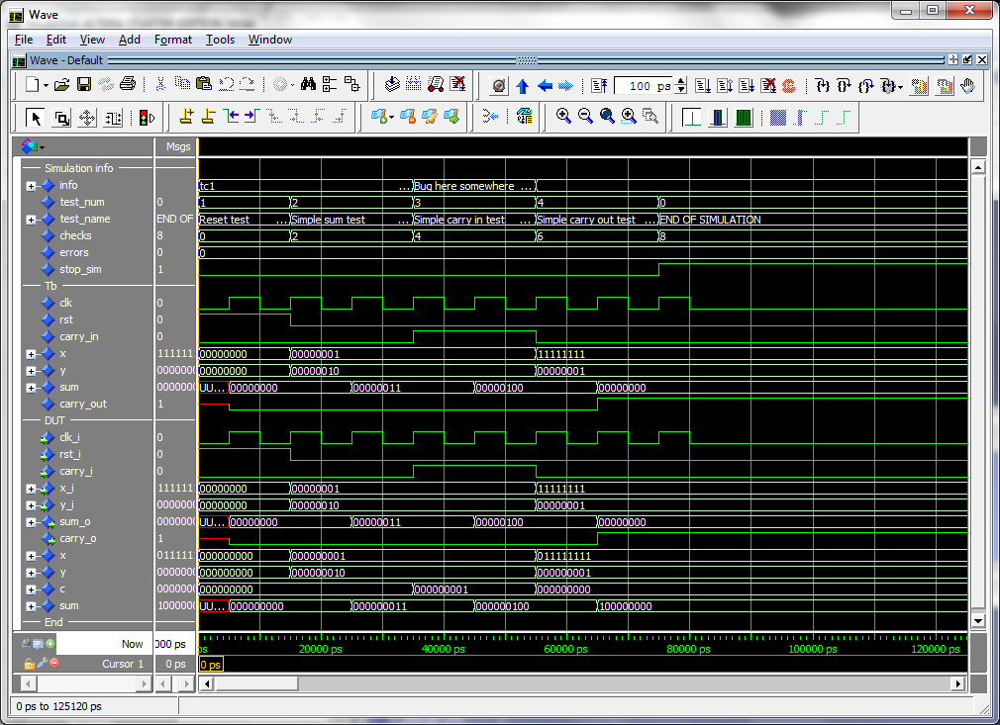 Wave
File Edit View Add Format Tools Window
Wave - Default
100 ps
Msgs
Simulation info
info tc1 ... Bug here somewhere ...
test_num 0 1 2 3 4 0
test_name END OF Reset test ... Simple sum test ... Simple carry in test ... Simple carry out test ... END OF SIMULATION
checks 8 0 2 4 6 8
errors 0 0
stop_sim 1
Tb
clk 0
rst 0
carry_in 0
x 111111 00000000 00000001 11111111
y 0000000 00000000 00000010 00000001
sum 0000000 UU... 00000000 00000011 00000100 00000000
carry_out 1
DUT
clk_i 0
rst_i 0
carry_i 0
x_i 111111 00000000 00000001 11111111
y_i 0000000 00000000 00000010 00000001
sum_o 0000000 UU... 00000000 00000011 00000100 00000000
carry_o 1
x 011111 000000000 000000001 011111111
y 0000000 000000000 000000010 000000001
c 0000000 000000000 000000001 000000000
sum 1000000 UU... 000000000 000000011 000000100 100000000
End
Now 000 ps ps 20000 ps 40000 ps 60000 ps 80000 ps 100000 ps 120000 ps
Cursor 1 0 ps 0 ps
0 ps to 125120 ps